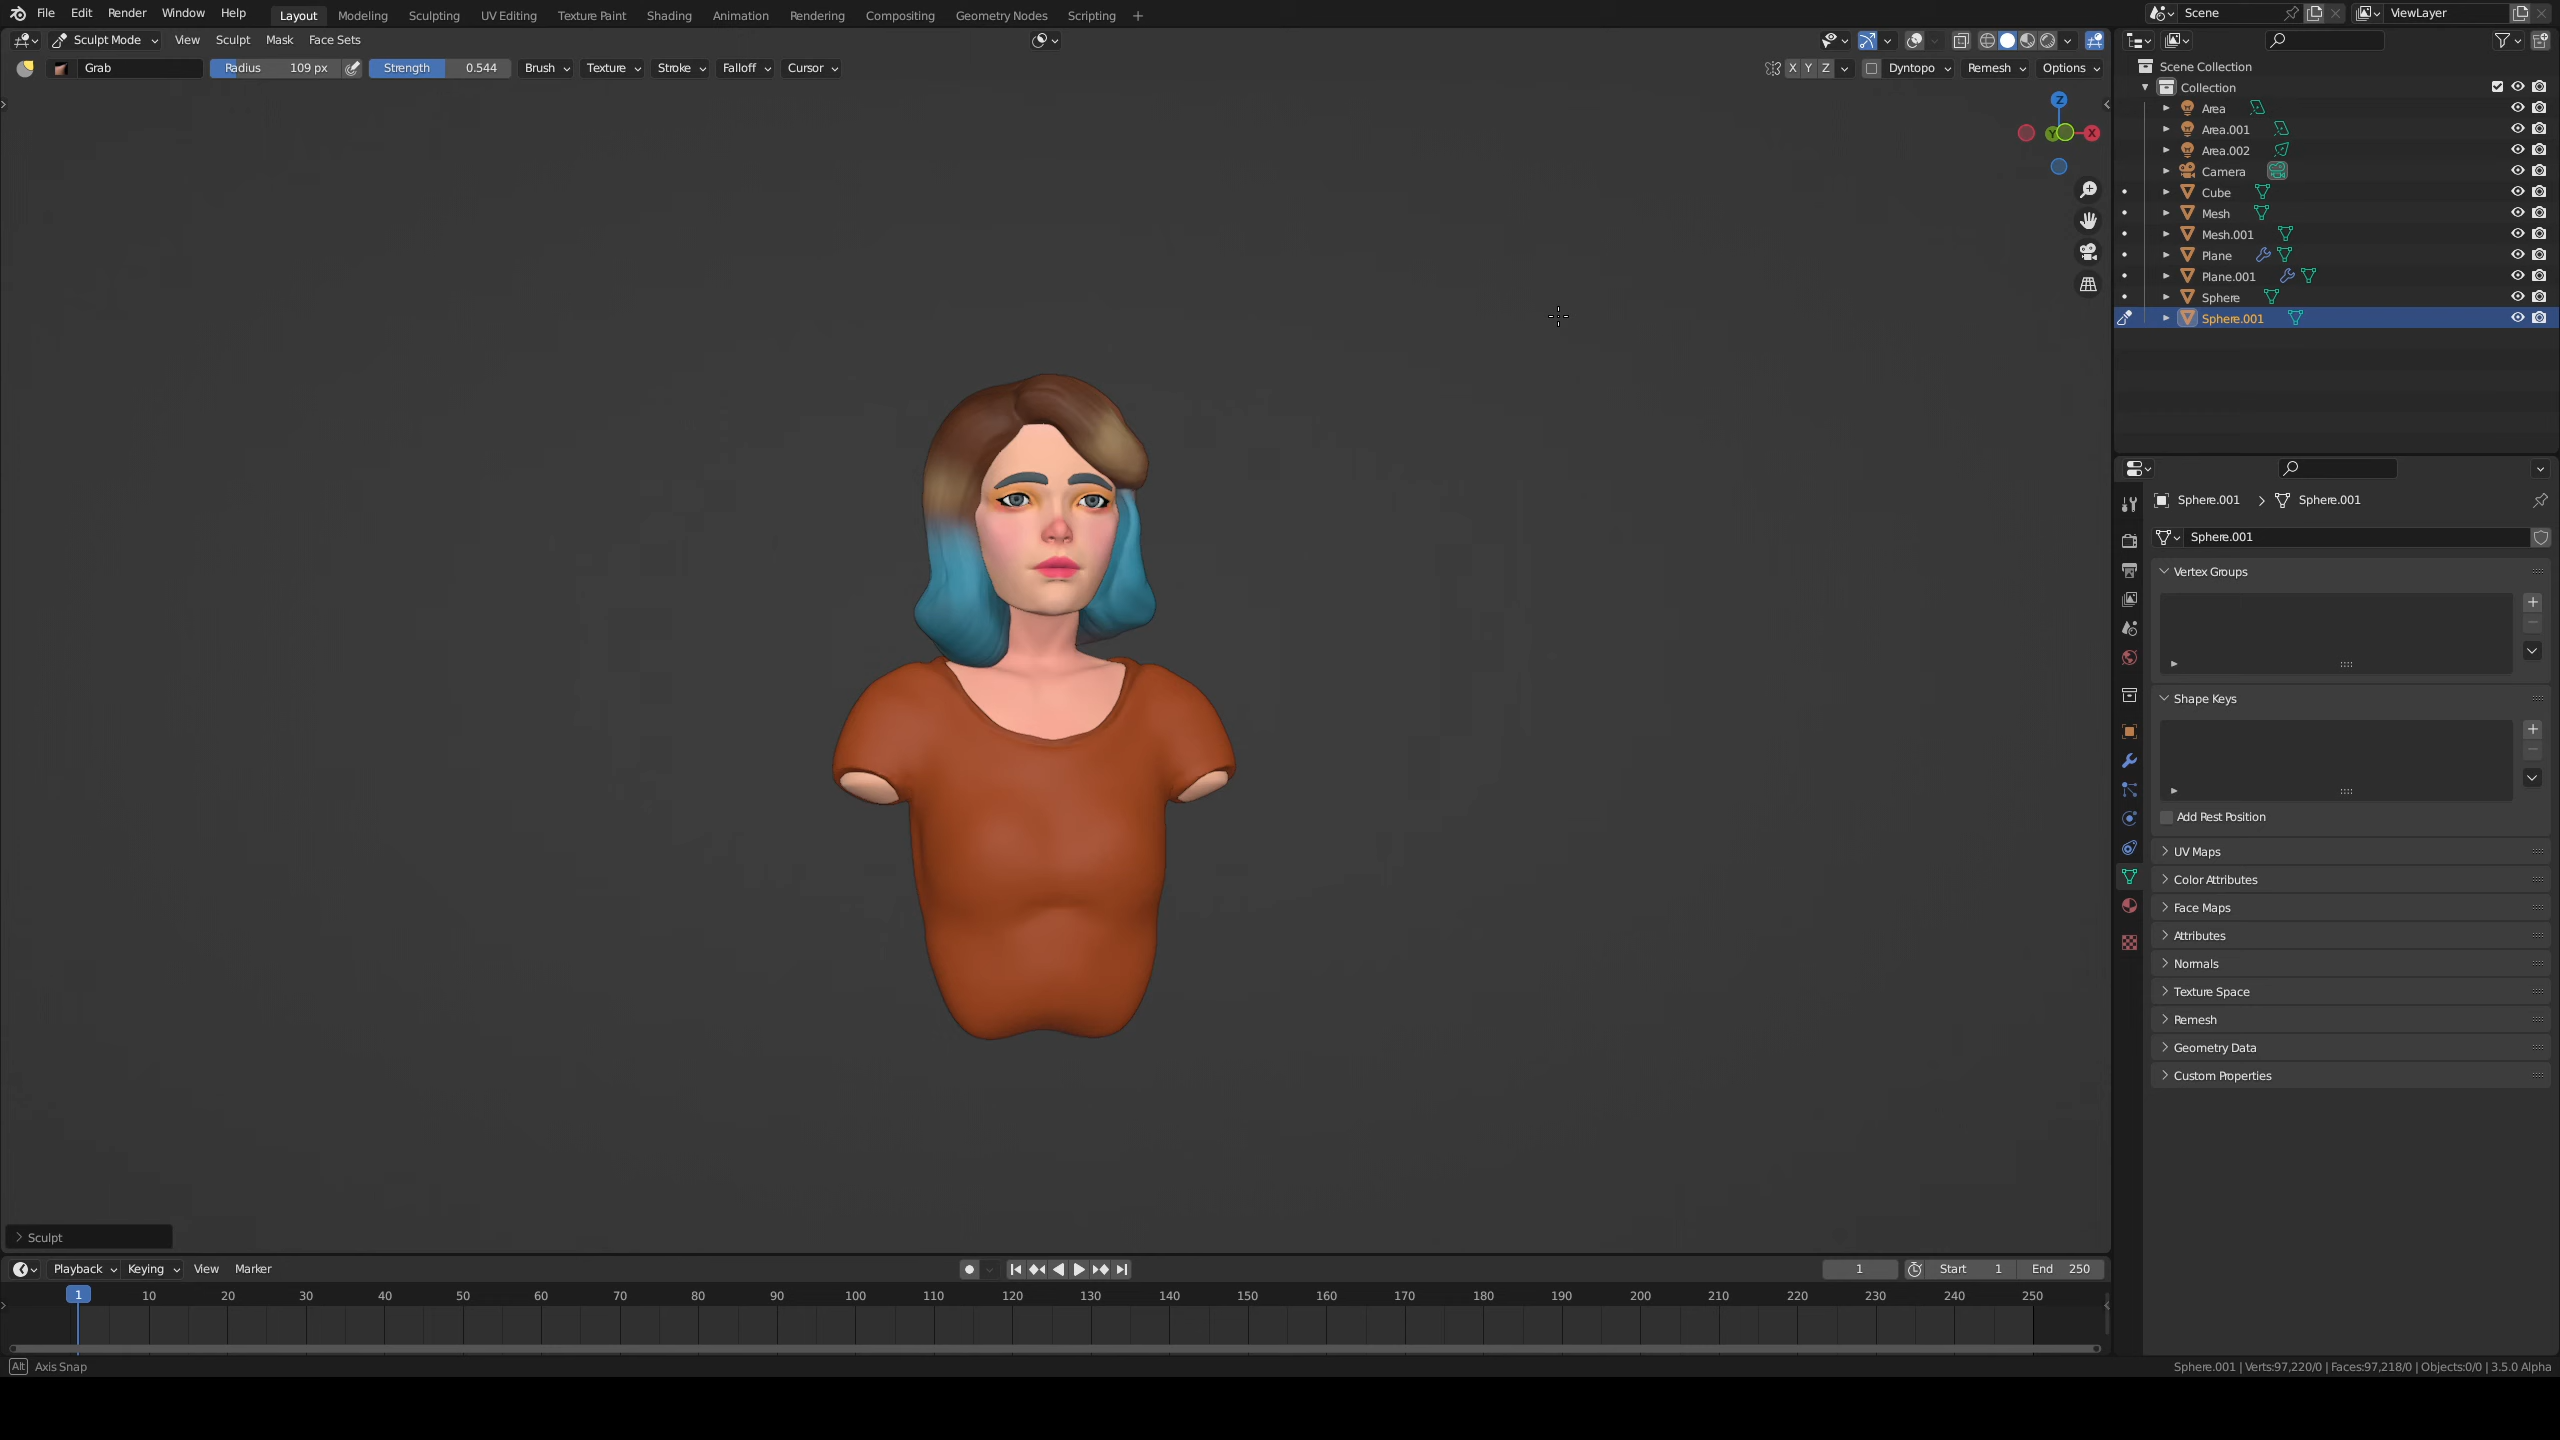 File Edit Render Window Help Layout Modeling Sculpting UV Editing Texture Paint Shading Animation Rendering Compositing Geometry Nodes Scripting + Scene ViewLayer
Sculpt Mode View Sculpt Mask Face Sets
Grab Radius 109 px Strength 0.544 Brush Texture Stroke Falloff Cursor X Y Z Dyntopo Remesh Options
Scene Collection
Collection
Area
Area.001
Area.002
Camera
Cube
Mesh
Mesh.001
Plane
Plane.001
Sphere
Sphere.001
Z
Y X
Sphere.001 > Sphere.001
Sphere.001
Vertex Groups
Shape Keys
Add Rest Position
UV Maps
Color Attributes
Face Maps
Attributes
Normals
Texture Space
Remesh
Geometry Data
Custom Properties
Sculpt
Playback Keying View Marker 1 Start 1 End 250
1 10 20 30 40 50 60 70 80 90 100 110 120 130 140 150 160 170 180 190 200 210 220 230 240 250
Alt Axis Snap
Sphere.001 | Verts:97,220/0 | Faces:97,218/0 | Objects:0/0 | 3.5.0 Alpha